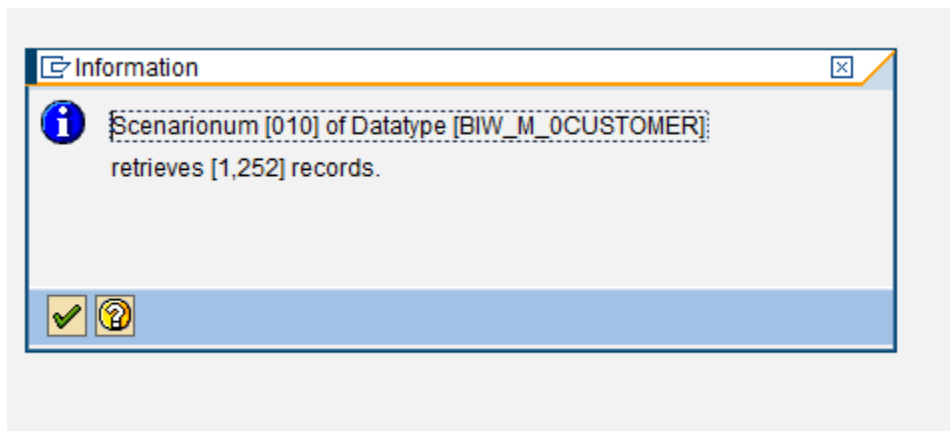 Information
Scenarionum [010] of Datatype [BIW_M_0CUSTOMER]
retrieves [1,252] records.